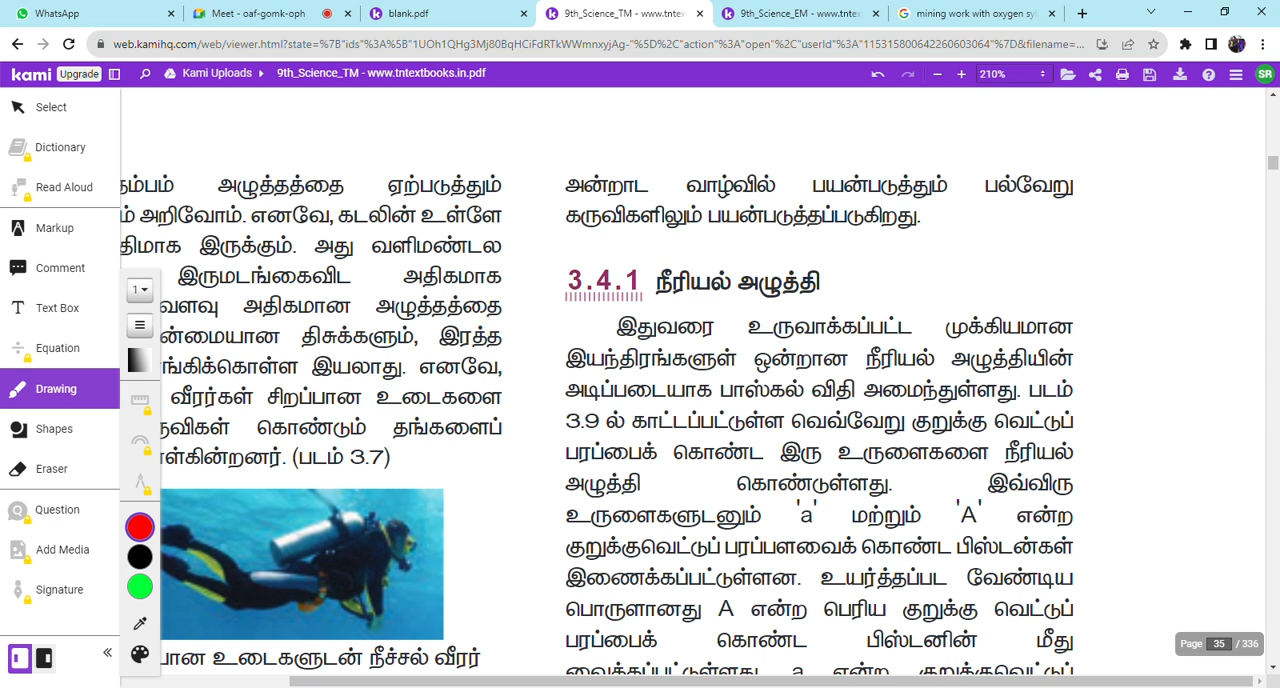 WhatsApp
Meet - oaf-gomk-oph
blank.pdf
9th_Science_TM - www.tntex
9th_Science_EM - www.tntex
mining work with oxygen syl
web.kamihq.com/web/viewer.html?state=%7B"ids"%3A%5B"1UOh1QHg3Mj80BqHCiFdRTkWWmnxyjAg-"%5D%2C"action"%3A"open"%2C"userId"%3A"115315800642260603064"%7D&filename=...
kami
Upgrade
Kami Uploads
9th_Science_TM - www.tntextbooks.in.pdf
210%
SR
Select
Dictionary
Read Aloud
Markup
Comment
Text Box
Equation
Drawing
Shapes
Eraser
Question
Add Media
Signature
1
அழுத்தத்தை ஏற்படுத்தும்
அறிவோம். எனவே, கடலின் உள்ளே
இருக்கும். அது வளிமண்டல
இருமடங்கைவிட அதிகமாக
அதிகமான அழுத்தத்தை
திசுக்களும், இரத்த
இயலாது. எனவே,
வீரர்கள் சிறப்பான உடைகளை
கொண்டும் தங்களைப்
(படம் 3.7)
உடைகளுடன் நீச்சல் வீரர்
அன்றாட வாழ்வில் பயன்படுத்தும் பல்வேறு
கருவிகளிலும் பயன்படுத்தப்படுகிறது.
3.4.1 நீரியல் அழுத்தி
இதுவரை உருவாக்கப்பட்ட முக்கியமான
இயந்திரங்களுள் ஒன்றான நீரியல் அழுத்தியின்
அடிப்படையாக பாஸ்கல் விதி அமைந்துள்ளது. படம்
3.9 ல் காட்டப்பட்டுள்ள வெவ்வேறு குறுக்கு வெட்டுப்
பரப்பைக் கொண்ட இரு உருளைகளை நீரியல்
அழுத்தி கொண்டுள்ளது. இவ்விரு
உருளைகளுடனும் 'a' மற்றும் 'A' என்ற
குறுக்குவெட்டுப் பரப்பளவைக் கொண்ட பிஸ்டன்கள்
இணைக்கப்பட்டுள்ளன. உயர்த்தப்பட வேண்டிய
பொருளானது A என்ற பெரிய குறுக்கு வெட்டுப்
பரப்பைக் கொண்ட பிஸ்டனின் மீது
Page 35 / 336